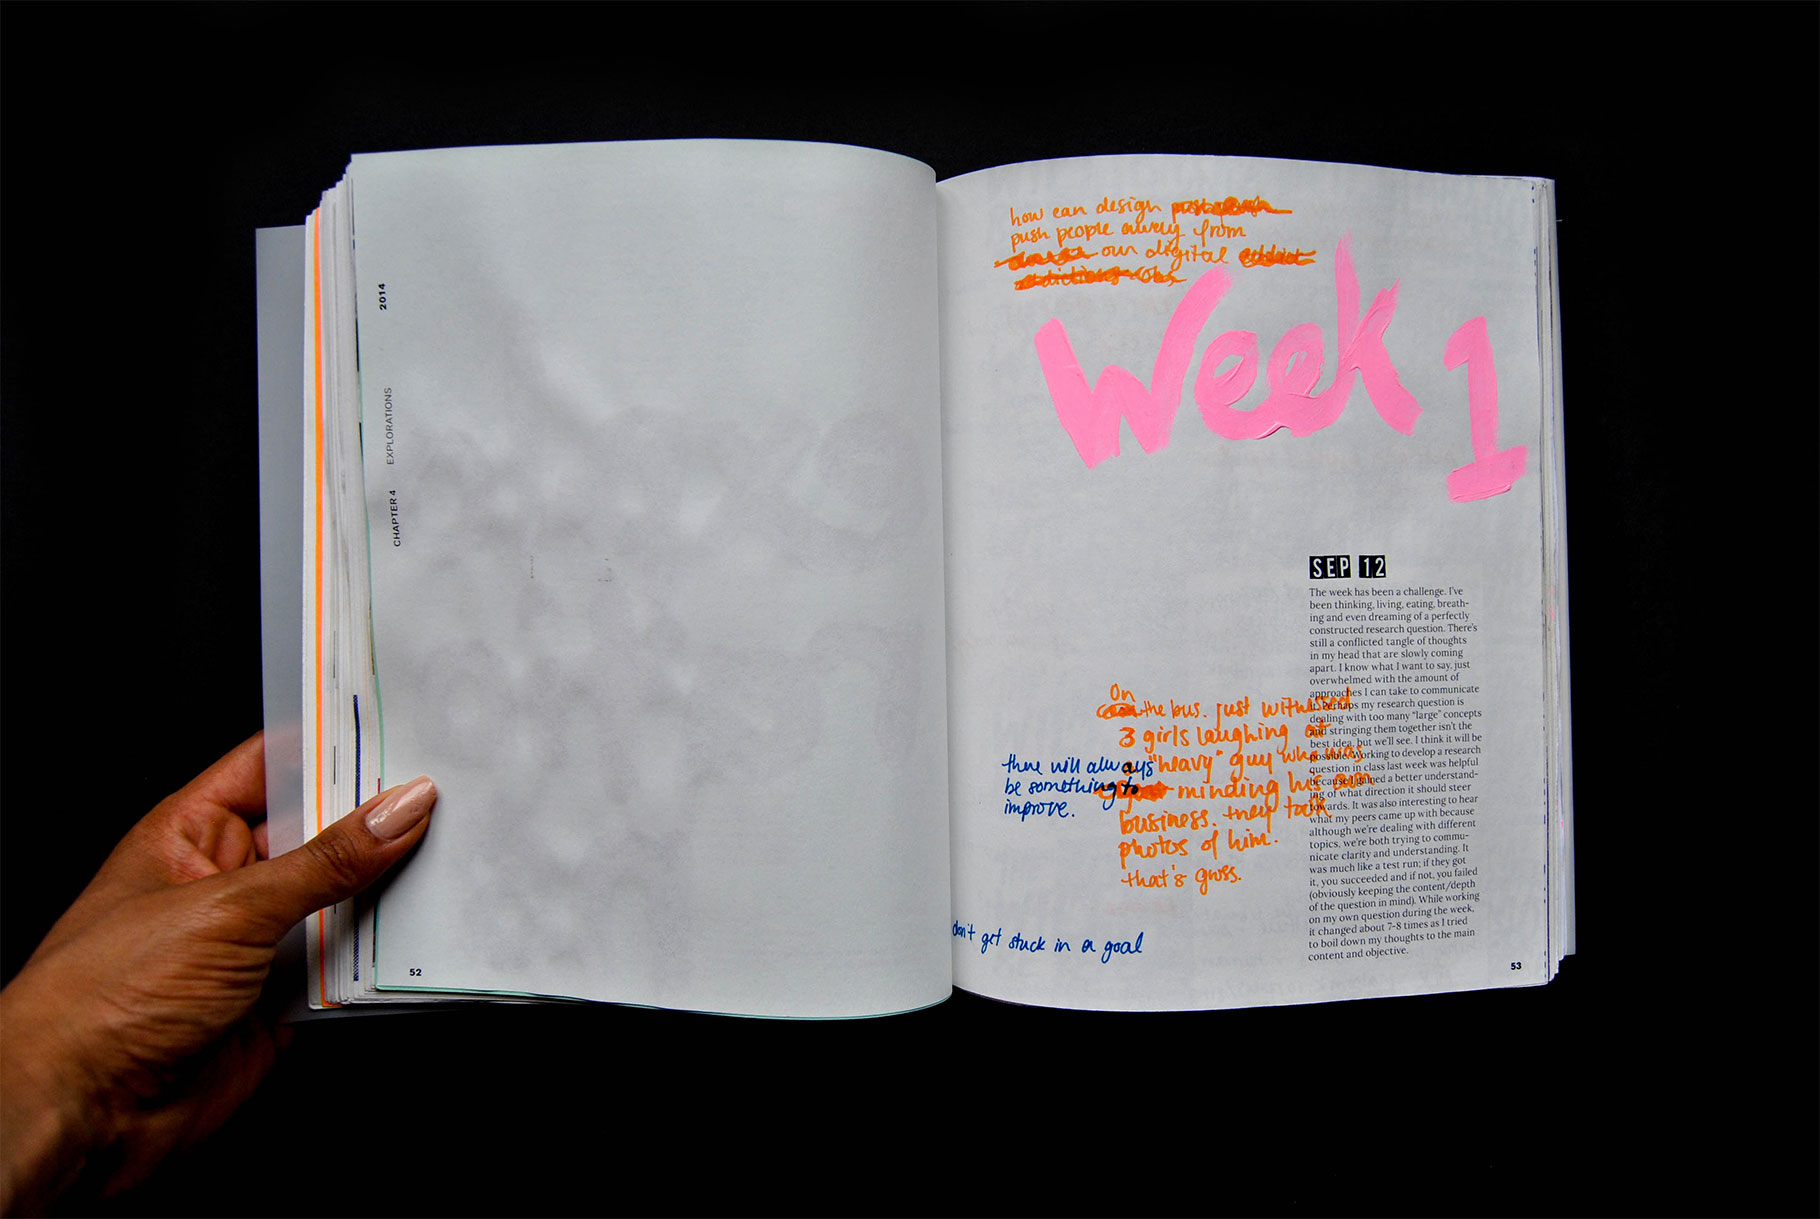 2014
EXPLORATIONS
CHAPTER 4
52
how can design
push people away from
our digital
Week 1
SEP 12
The week has been a challenge. I've
been thinking, living, eating, breath-
ing and even dreaming of a perfectly
constructed research question. There's
still a conflicted tangle of thoughts
in my head that are slowly coming
apart. I know what I want to say, just
overwhelmed with the amount of
approaches I can take to communicate
it. Perhaps my research question is
dealing with too many "large" concepts
and stringing them together isn't the
best idea, but we'll see. I think it will be
possible. Working to develop a research
question in class last week was helpful
because I gained a better understand-
ing of what direction it should steer
towards. It was also interesting to hear
what my peers came up with because
although we're dealing with different
topics, we're both trying to commu-
nicate clarity and understanding. It
was much like a test run; if they got
it, you succeeded and if not, you failed
(obviously keeping the content/depth
of the question in mind). While working
on my own question during the week,
it changed about 7-8 times as I tried
to boil down my thoughts to the main
content and objective.
On
the bus. just witnessed
3 girls laughing at
a "heavy" guy who was
minding his own
business. they took
photos of him.
that's gross.
there will always
be something to
improve.
don't get stuck in a goal
53